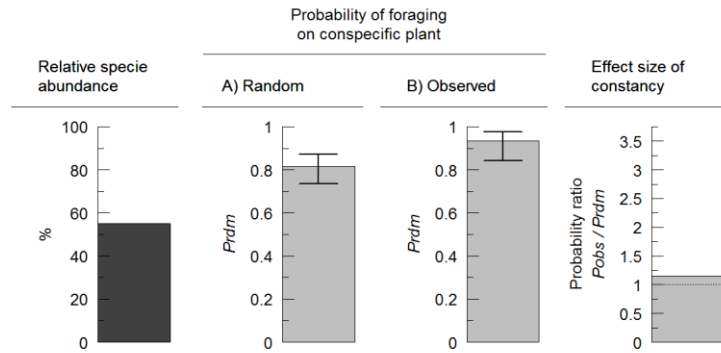 Probability of foraging
on conspecific plant
Relative specie
abundance
A) Random
B) Observed
Effect size of
constancy
%
100
80
60
40
20
0
Prdm
1
0.8
0.6
0.4
0.2
0
Prdm
1
0.8
0.6
0.4
0.2
0
Probability ratio
Pobs / Prdm
3.5
3
2.5
2
1.5
1
0.5
0